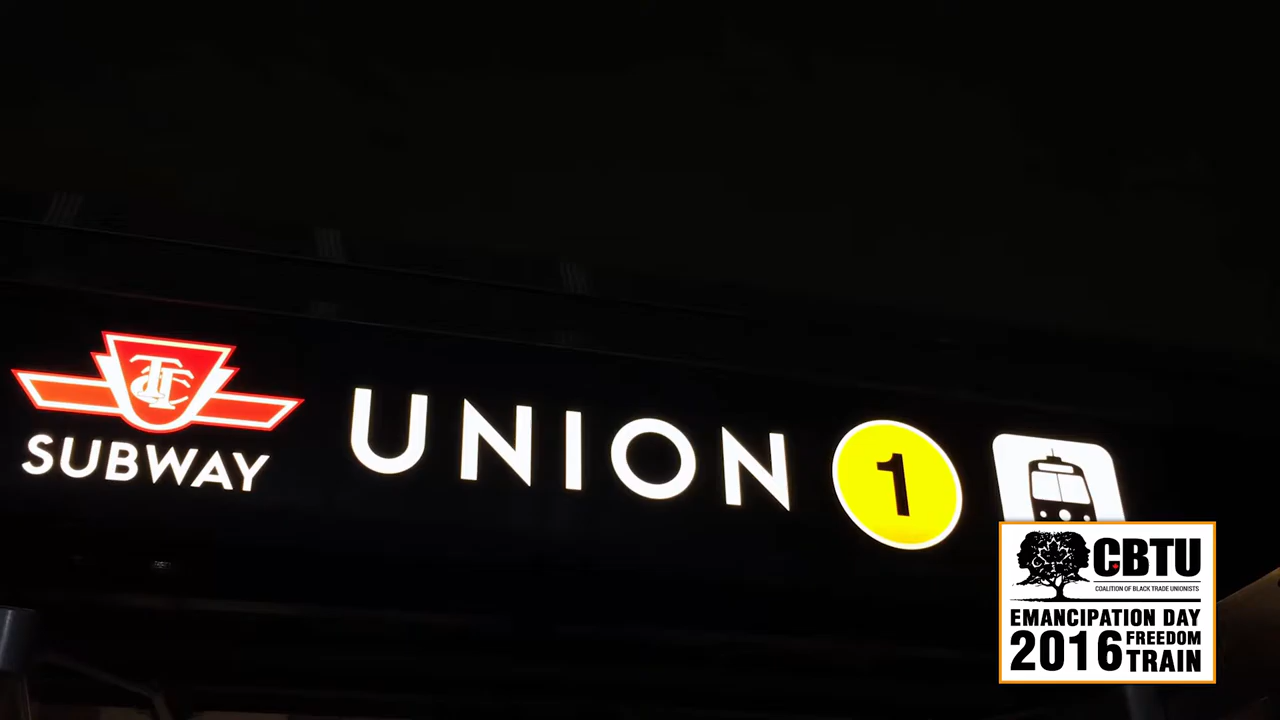 TTC
SUBWAY
UNION 1
CBTU
COALITION OF BLACK TRADE UNIONISTS
EMANCIPATION DAY
2016 FREEDOM
TRAIN